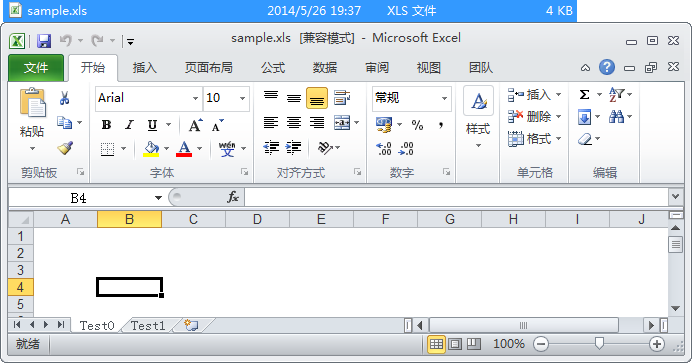 sample.xls 2014/5/26 19:37 XLS 文件 4 KB
sample.xls [兼容模式] - Microsoft Excel
文件 开始 插入 页面布局 公式 数据 审阅 视图 团队
Arial 10 常规 插入 Σ
粘贴 B I U A A % , 样式 删除
A wén 文 .0 .00 .00 .0 格式
剪贴板 字体 对齐方式 数字 单元格 编辑
B4 fx
A B C D E F G H I J
1
2
3
4
5
Test0 Test1
就绪 100%